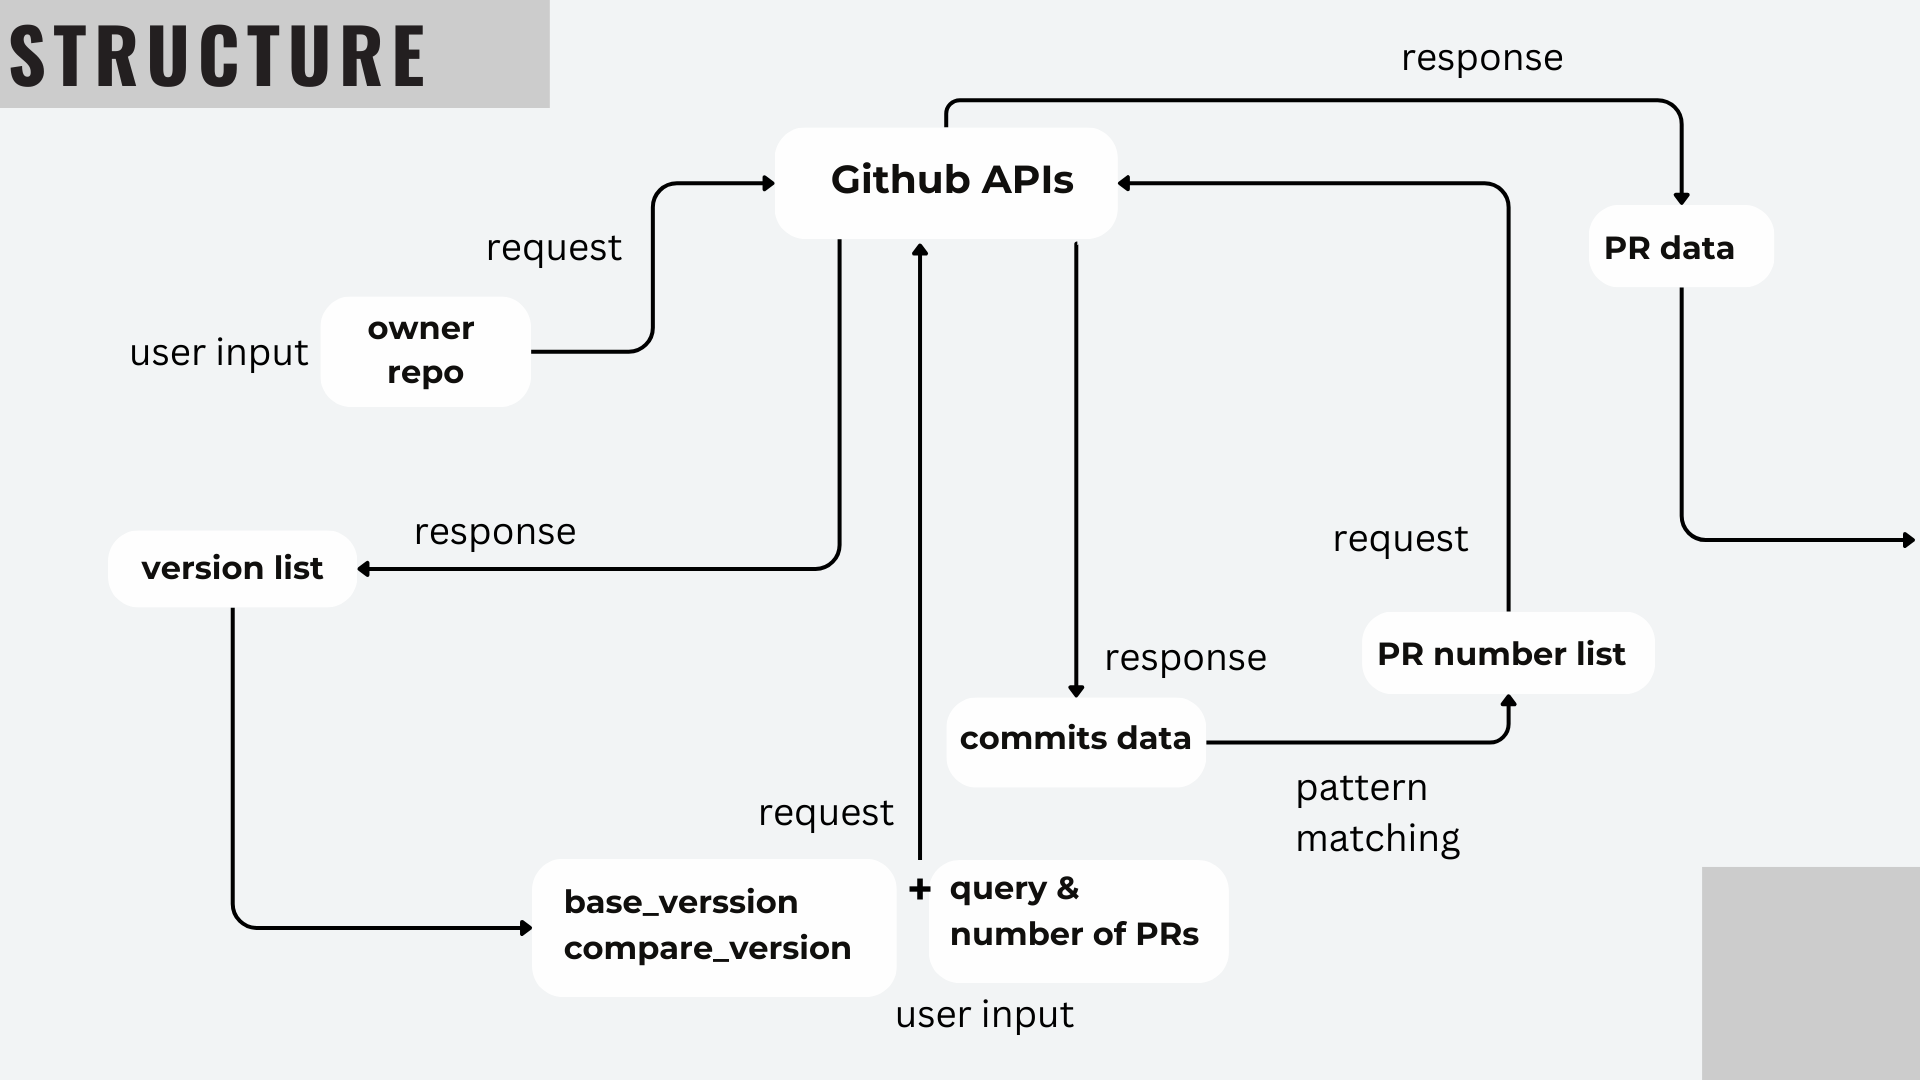 STRUCTURE
response
Github APIs
request
PR data
user input
owner
repo
response
version list
request
response
PR number list
commits data
pattern
matching
request
base_verssion
compare_version
+
query &
number of PRs
user input